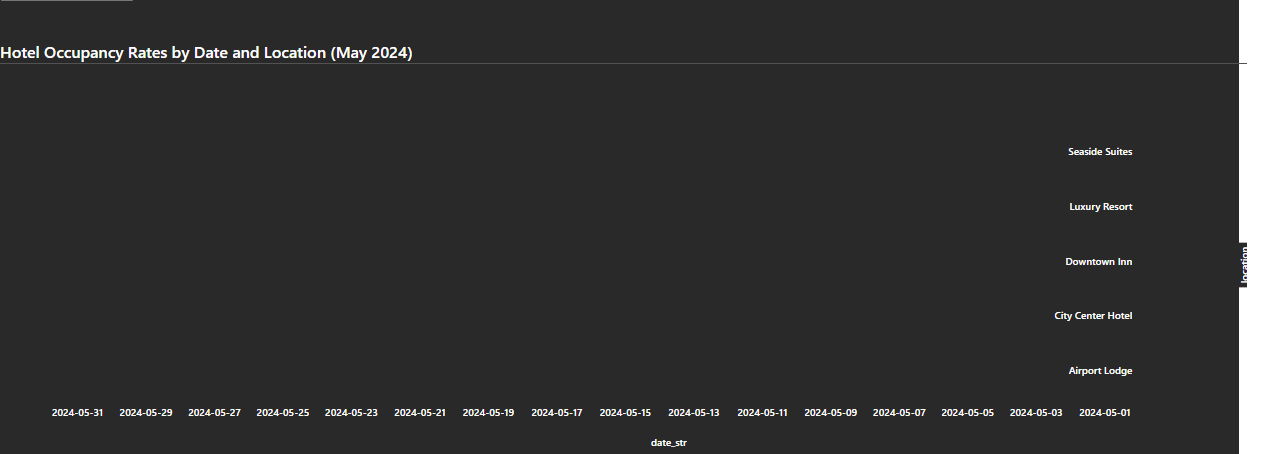 Hotel Occupancy Rates by Date and Location (May 2024)
Seaside Suites
Luxury Resort
Downtown Inn
location
City Center Hotel
Airport Lodge
2024-05-31 2024-05-29 2024-05-27 2024-05-25 2024-05-23 2024-05-21 2024-05-19 2024-05-17 2024-05-15 2024-05-13 2024-05-11 2024-05-09 2024-05-07 2024-05-05 2024-05-03 2024-05-01
date_str